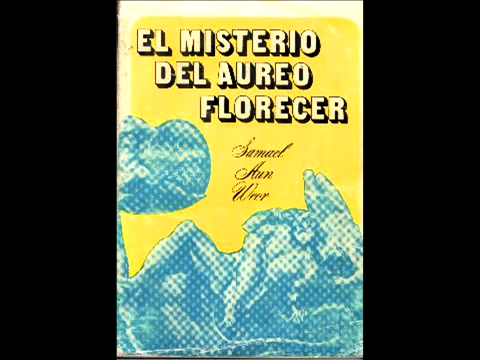 EL MISTERIO
DEL AUREO
FLORECER
Samael
Aun
Weor